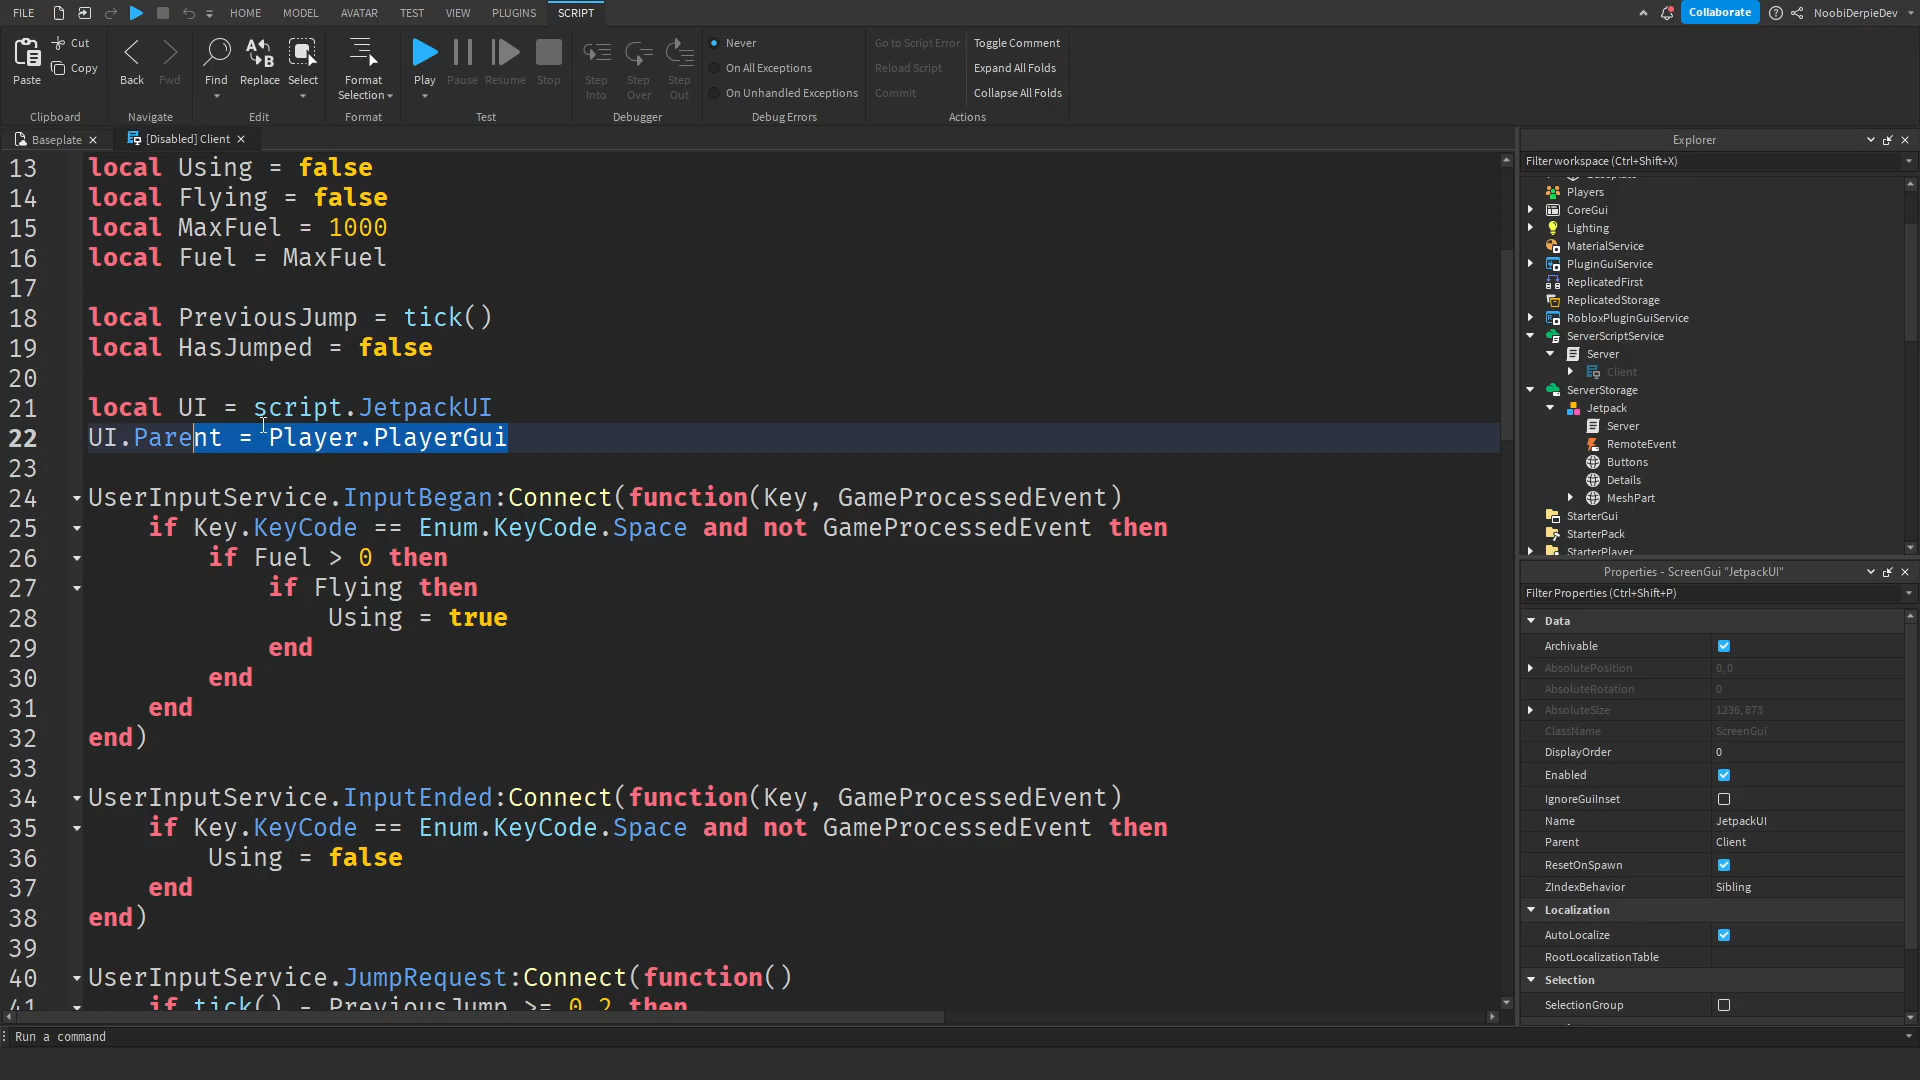 FILE HOME MODEL AVATAR TEST VIEW PLUGINS SCRIPT Collaborate NoobiDerpieDev
Paste Cut Copy
Clipboard
Back Fwd
Navigate
Find Replace Select
Edit
Format Selection
Format
Play Pause Resume Stop
Test
Step Into Step Over Step Out
Debugger
Never
On All Exceptions
On Unhandled Exceptions
Debug Errors
Go to Script Error
Reload Script
Commit
Toggle Comment
Expand All Folds
Collapse All Folds
Actions
Baseplate [Disabled] Client
13 local Using = false
14 local Flying = false
15 local MaxFuel = 1000
16 local Fuel = MaxFuel
17
18 local PreviousJump = tick()
19 local HasJumped = false
20
21 local UI = script.JetpackUI
22 UI.Parent = Player.PlayerGui
23
24 UserInputService.InputBegan:Connect(function(Key, GameProcessedEvent)
25 if Key.KeyCode == Enum.KeyCode.Space and not GameProcessedEvent then
26 if Fuel > 0 then
27 if Flying then
28 Using = true
29 end
30 end
31 end
32 end)
33
34 UserInputService.InputEnded:Connect(function(Key, GameProcessedEvent)
35 if Key.KeyCode == Enum.KeyCode.Space and not GameProcessedEvent then
36 Using = false
37 end
38 end)
39
40 UserInputService.JumpRequest:Connect(function()
41 if tick() - PreviousJump >= 0.2 then
Run a command
Explorer
Filter workspace (Ctrl+Shift+X)
Baseplate
Players
CoreGui
Lighting
MaterialService
PluginGuiService
ReplicatedFirst
ReplicatedStorage
RobloxPluginGuiService
ServerScriptService
Server
Client
ServerStorage
Jetpack
Server
RemoteEvent
Buttons
Details
MeshPart
StarterGui
StarterPack
StarterPlayer
Properties - ScreenGui "JetpackUI"
Filter Properties (Ctrl+Shift+P)
Data
Archivable
AbsolutePosition 0, 0
AbsoluteRotation 0
AbsoluteSize 1236, 873
ClassName ScreenGui
DisplayOrder 0
Enabled
IgnoreGuiInset
Name JetpackUI
Parent Client
ResetOnSpawn
ZIndexBehavior Sibling
Localization
AutoLocalize
RootLocalizationTable
Selection
SelectionGroup